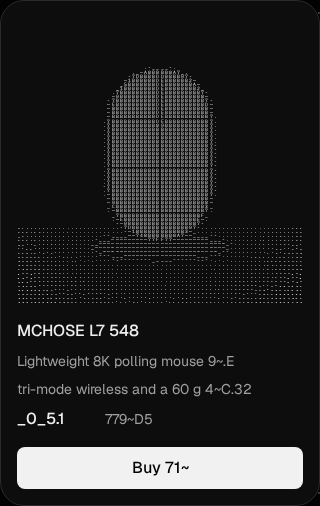 MCHOSE L7 548
Lightweight 8K polling mouse 9~.E
tri-mode wireless and a 60 g 4~C.32
_0_5.1 779~D5
Buy 71~